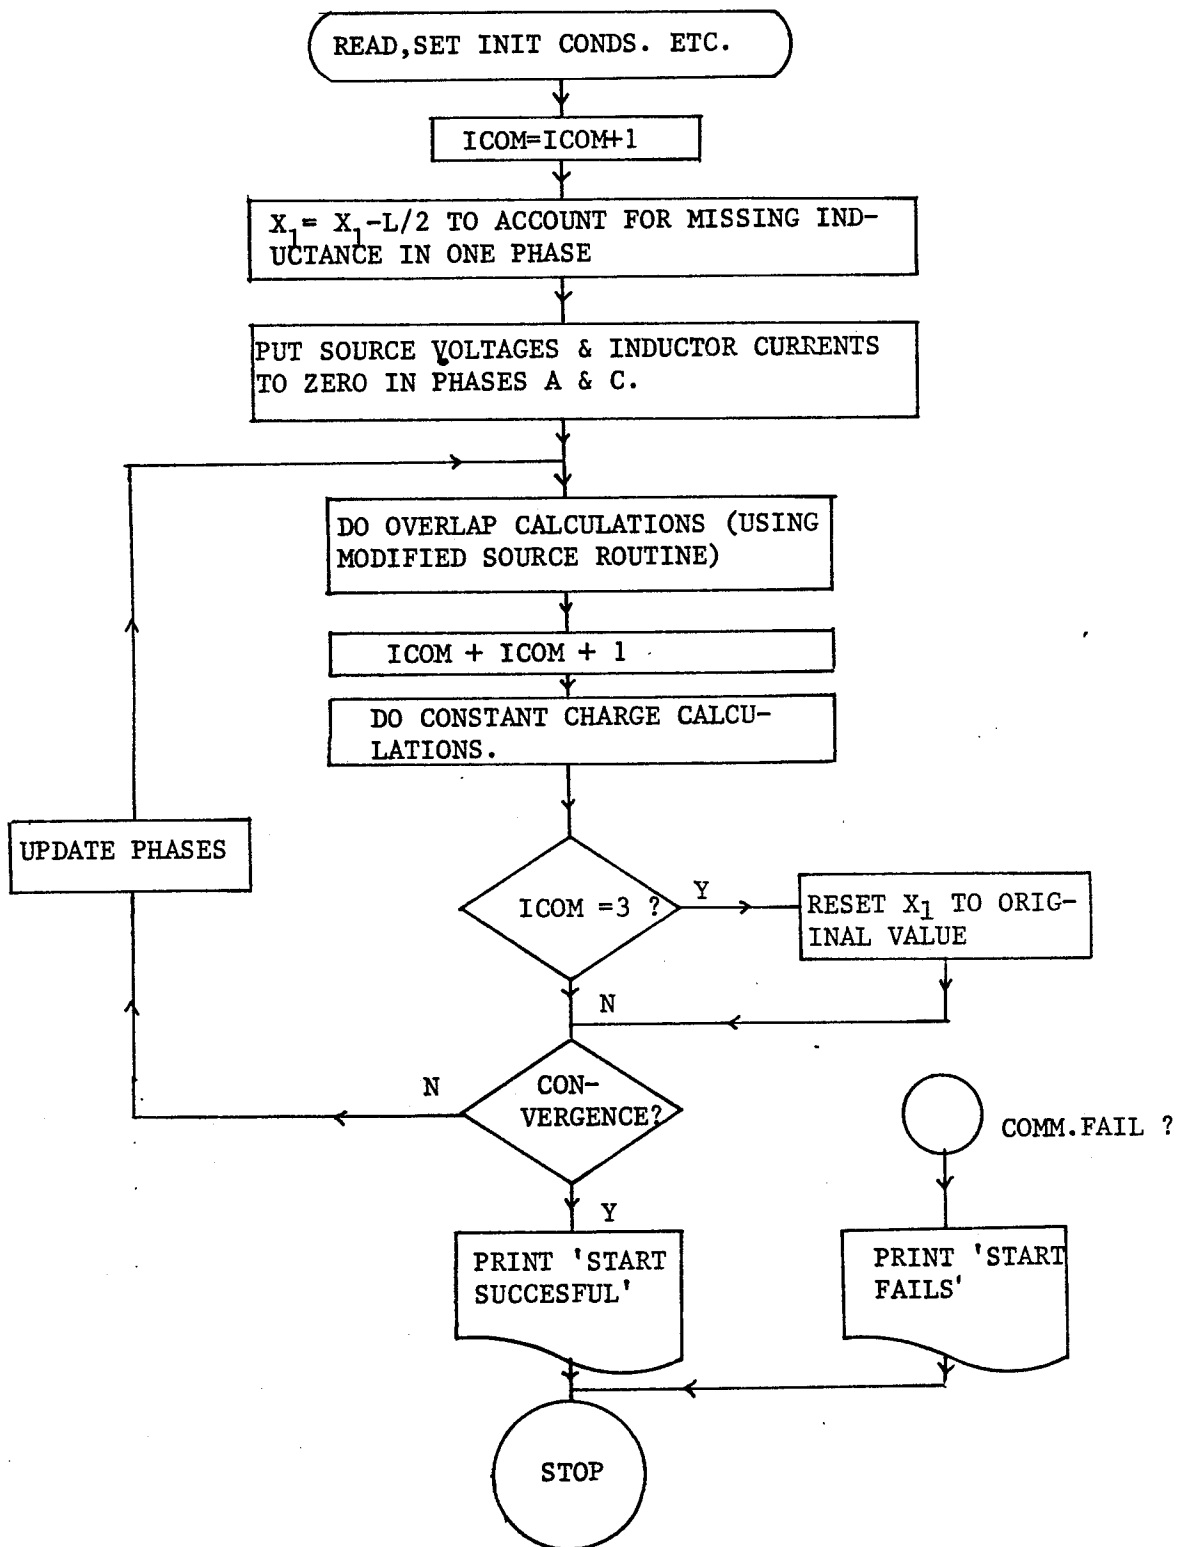 READ,SET INIT CONDS. ETC.
ICOM=ICOM+1
X1= X1-L/2 TO ACCOUNT FOR MISSING IND-
UCTANCE IN ONE PHASE
PUT SOURCE VOLTAGES & INDUCTOR CURRENTS
TO ZERO IN PHASES A & C.
DO OVERLAP CALCULATIONS (USING
MODIFIED SOURCE ROUTINE)
ICOM + ICOM + 1
DO CONSTANT CHARGE CALCU-
LATIONS.
UPDATE PHASES
ICOM =3 ?
Y
RESET X1 TO ORIG-
INAL VALUE
N
CON-
VERGENCE?
N
COMM.FAIL ?
Y
PRINT 'START
SUCCESFUL'
PRINT 'START
FAILS'
STOP